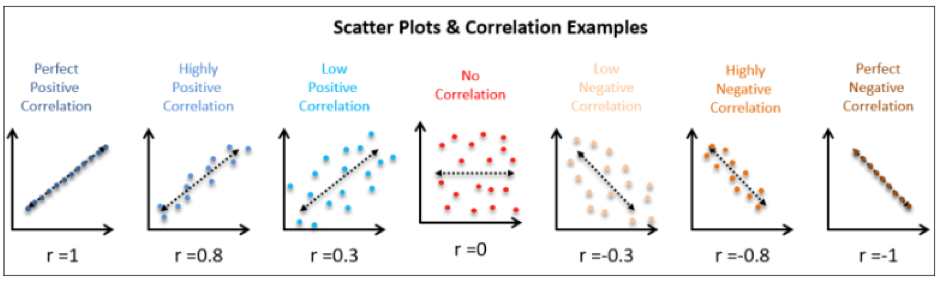 Scatter Plots & Correlation Examples
Perfect
Positive
Correlation
Highly
Positive
Correlation
Low
Positive
Correlation
No
Correlation
Low
Negative
Correlation
Highly
Negative Correlation
Perfect
Negative
Correlation
r =1
r =0.8
r =0.3
r =0
r =-0.3
r =-0.8
r =-1